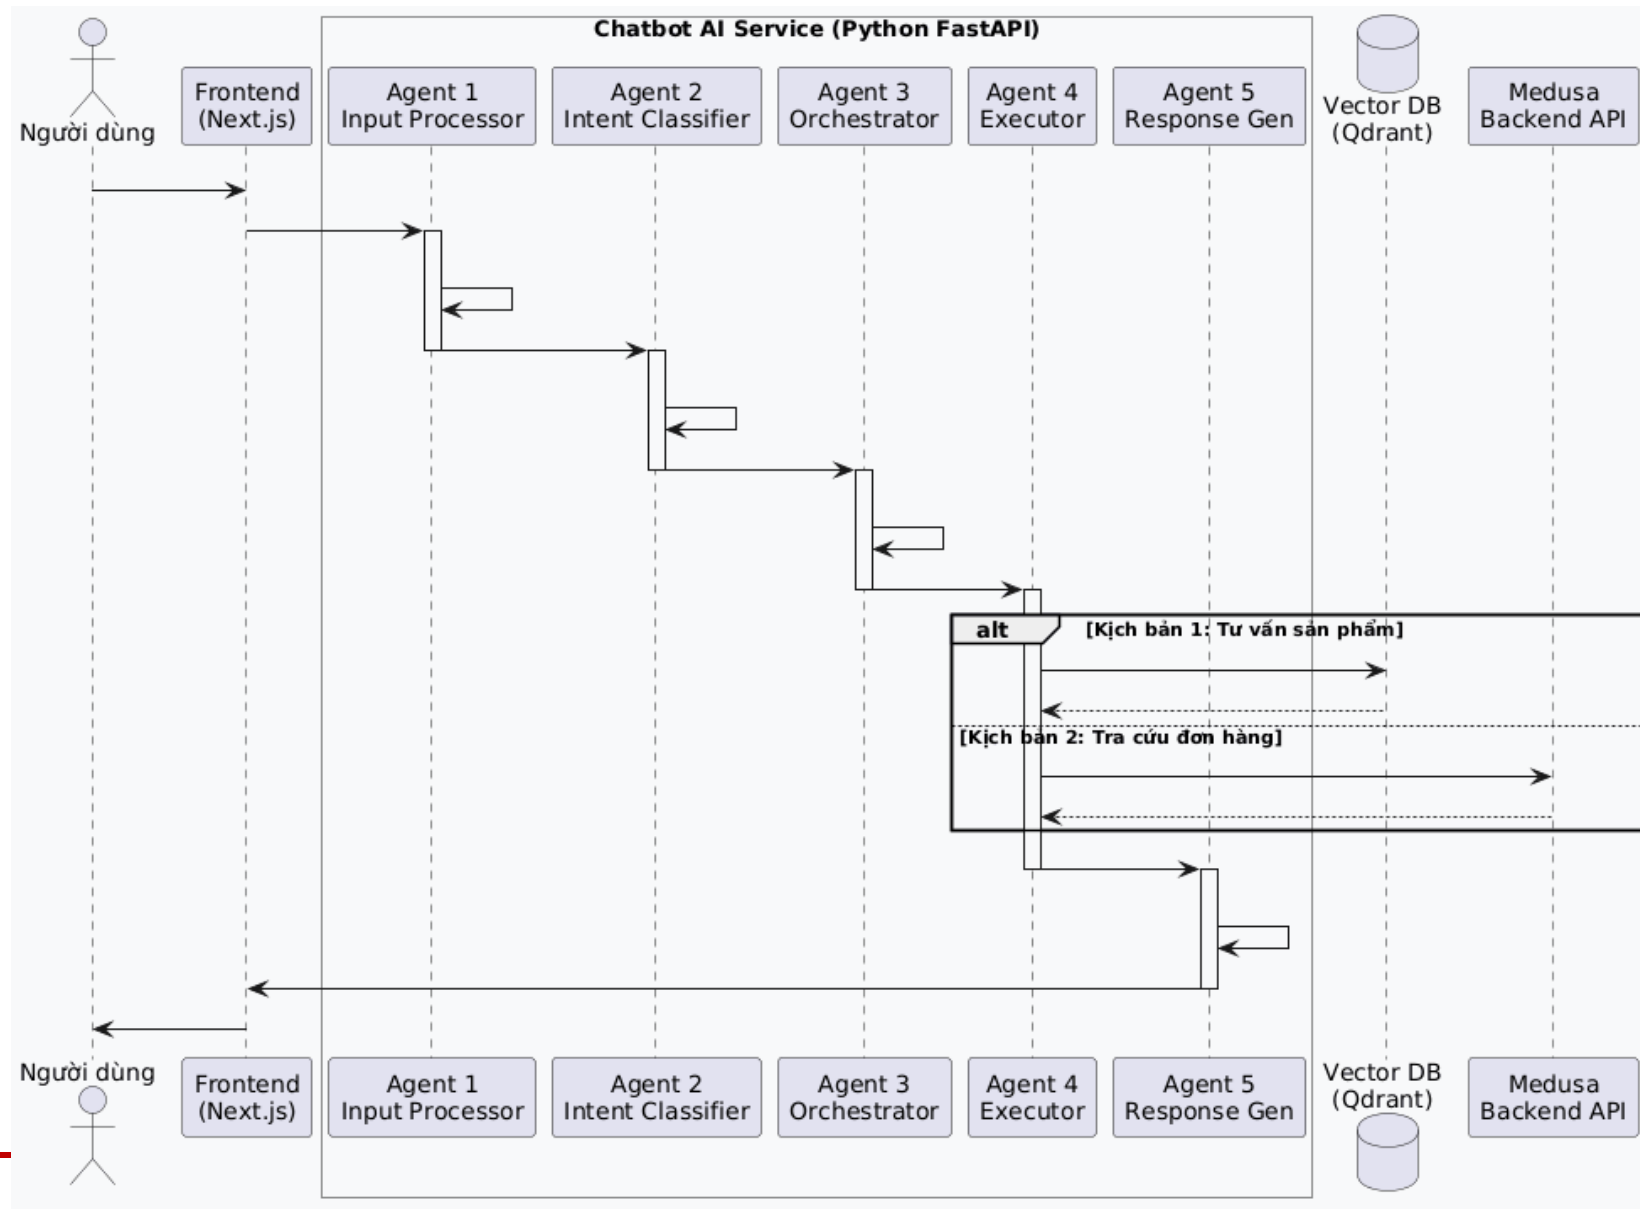 Chatbot AI Service (Python FastAPI)
Người dùng
Frontend
(Next.js)
Agent 1
Input Processor
Agent 2
Intent Classifier
Agent 3
Orchestrator
Agent 4
Executor
Agent 5
Response Gen
Vector DB
(Qdrant)
Medusa
Backend API
alt
[Kịch bản 1: Tư vấn sản phẩm]
[Kịch bản 2: Tra cứu đơn hàng]
Người dùng
Frontend
(Next.js)
Agent 1
Input Processor
Agent 2
Intent Classifier
Agent 3
Orchestrator
Agent 4
Executor
Agent 5
Response Gen
Vector DB
(Qdrant)
Medusa
Backend API